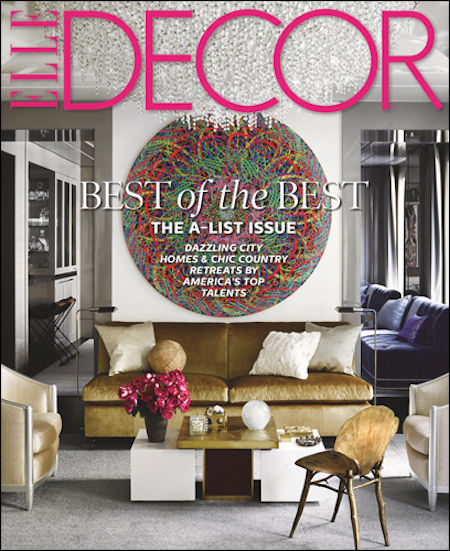 ELLE DECOR
BEST of the BEST
THE A-LIST ISSUE
DAZZLING CITY
HOMES & CHIC COUNTRY
RETREATS BY
AMERICA'S TOP
TALENTS